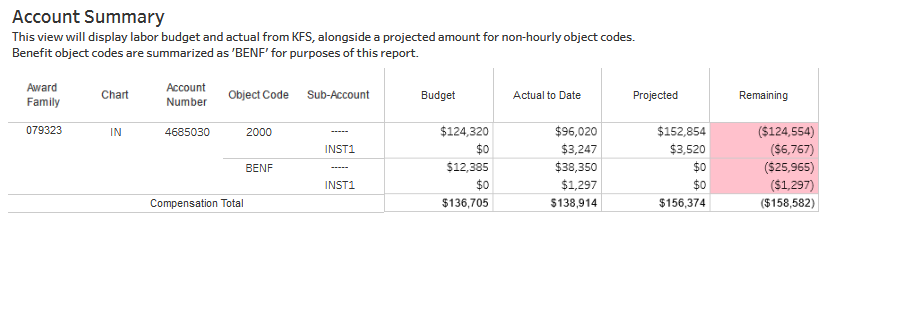 Account Summary
This view will display labor budget and actual from KFS, alongside a projected amount for non-hourly object codes.
Benefit object codes are summarized as 'BENF' for purposes of this report.
Award Family Chart Account Number Object Code Sub-Account Budget Actual to Date Projected Remaining
079323 IN 4685030 2000 ----- $124,320 $96,020 $152,854 ($124,554)
INST1 $0 $3,247 $3,520 ($6,767)
BENF ----- $12,385 $38,350 $0 ($25,965)
INST1 $0 $1,297 $0 ($1,297)
Compensation Total $136,705 $138,914 $156,374 ($158,582)